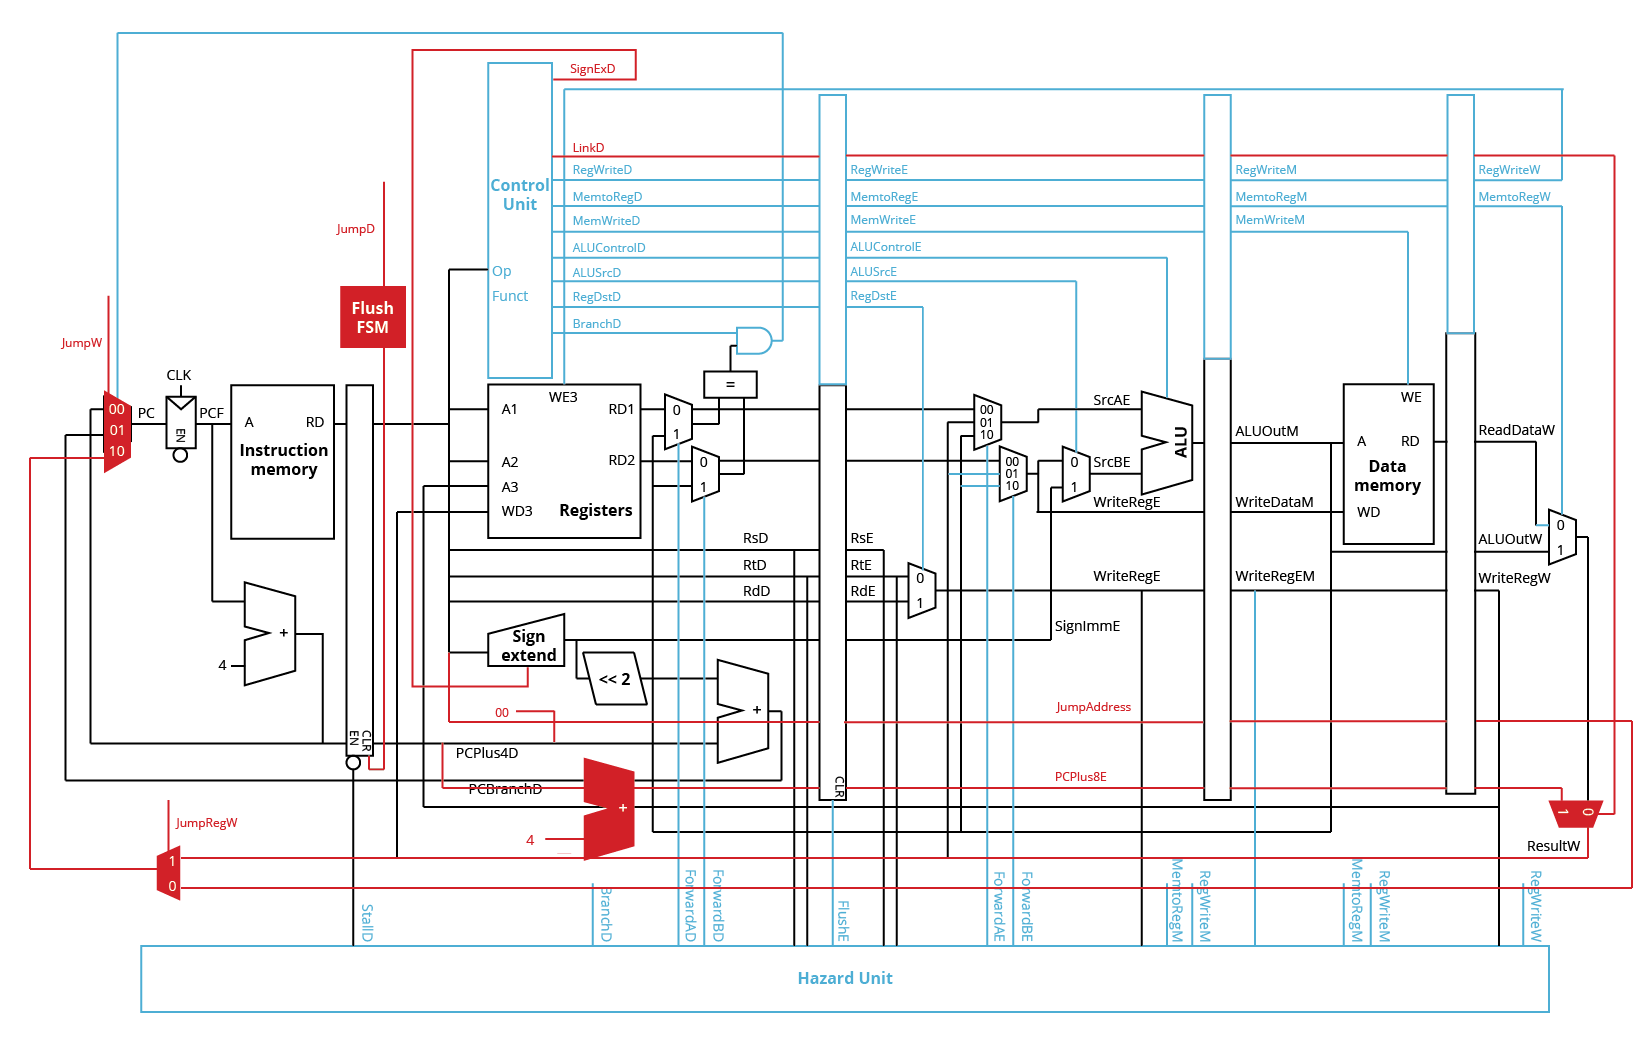 SignExD
LinkD
RegWriteD
MemtoRegD
MemWriteD
ALUControlD
ALUSrcD
RegDstD
BranchD
Control
Unit
Op
Funct
RegWriteE
MemtoRegE
MemWriteE
ALUControlE
ALUSrcE
RegDstE
RegWriteM
MemtoRegM
MemWriteM
RegWriteW
MemtoRegW
JumpD
Flush
FSM
JumpW
00
01
10
PC
CLK
EN
PCF
A
RD
Instruction
memory
4
+
EN
CLR
A1
A2
A3
WD3
WE3
RD1
RD2
Registers
0
1
0
1
=
RsD
RtD
RdD
RsE
RtE
RdE
0
1
00
01
10
00
01
10
0
1
SrcAE
SrcBE
ALU
WriteRegE
WriteRegE
SignImmE
ALUOutM
WriteDataM
WriteRegEM
A
RD
WE
WD
Data
memory
ReadDataW
ALUOutW
WriteRegW
0
1
Sign
extend
<< 2
+
00
PCPlus4D
PCBranchD
4
+
CLR
JumpAddress
PCPlus8E
1
0
ResultW
JumpRegW
1
0
StallD
BranchD
ForwardAD
ForwardBD
FlushE
ForwardAE
ForwardBE
MemtoRegM
RegWriteM
MemtoRegM
RegWriteM
RegWriteW
Hazard Unit